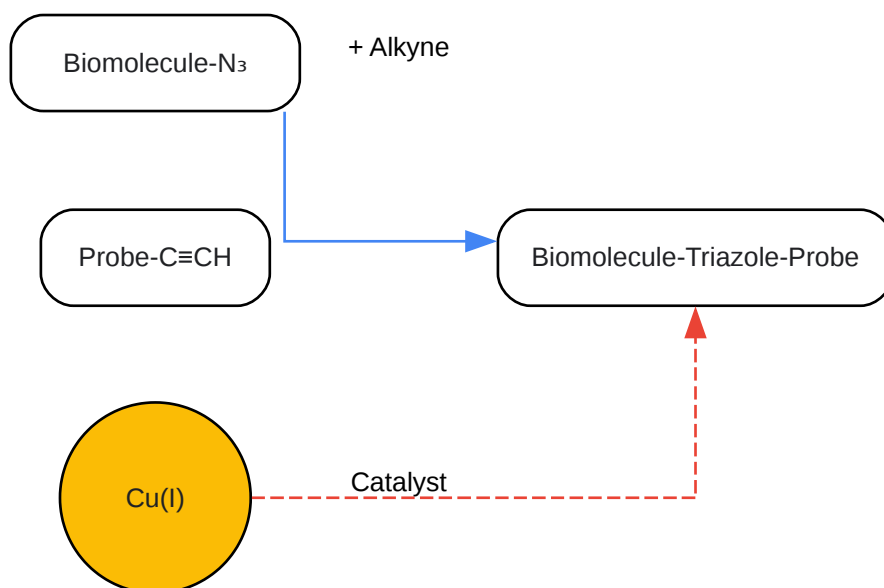 Biomolecule-N₃
+ Alkyne
Probe-C≡CH
Biomolecule-Triazole-Probe
Catalyst
Cu(I)